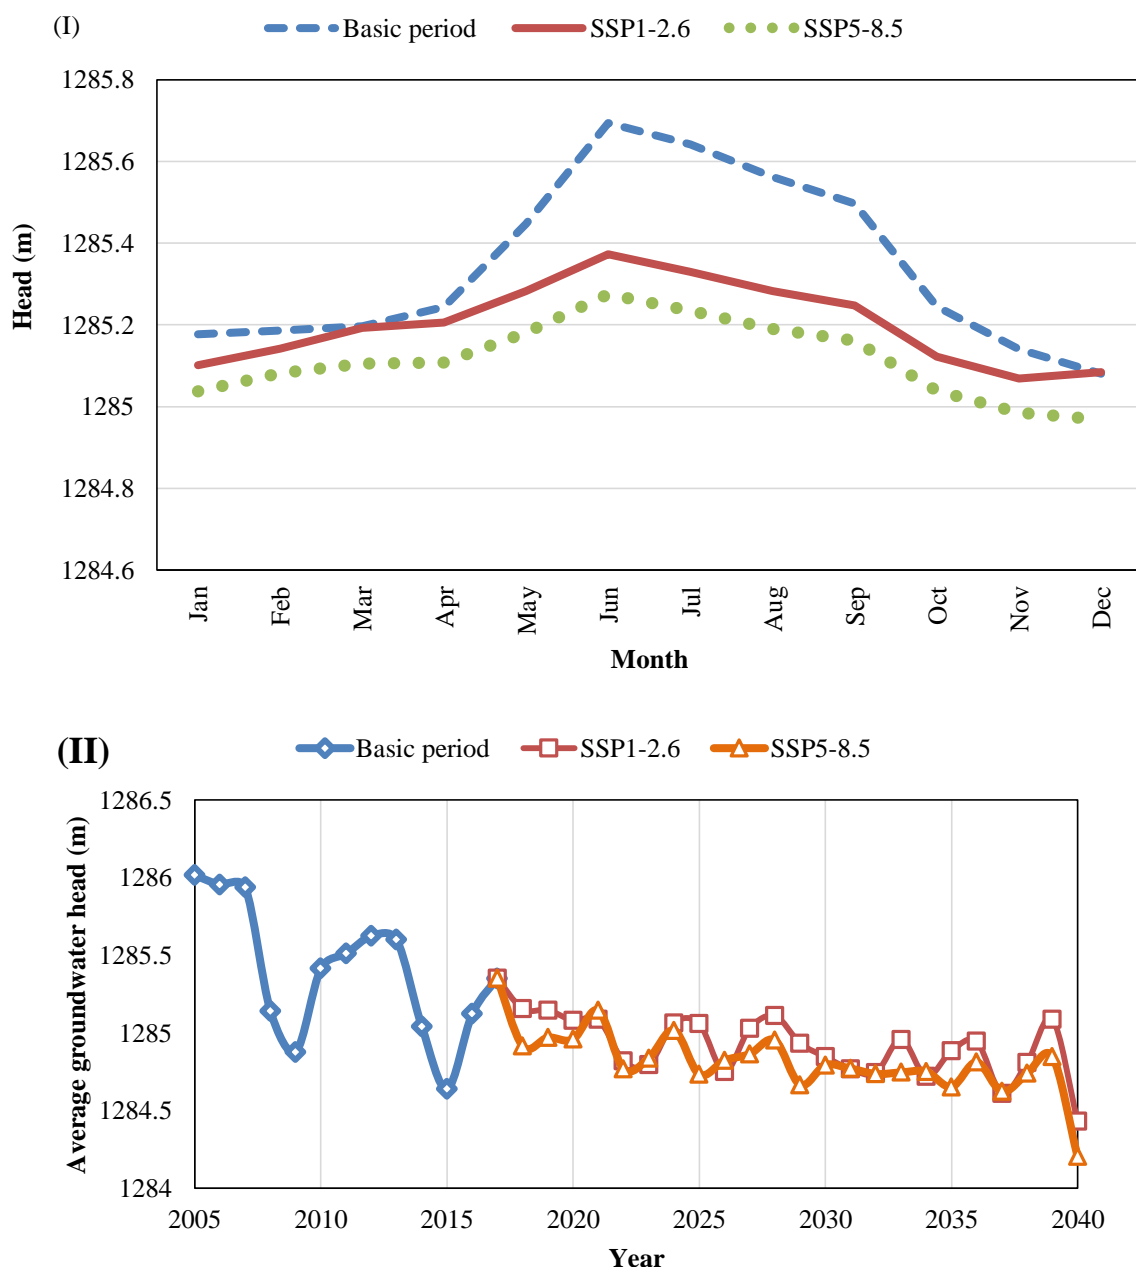 (I)
Basic period SSP1-2.6 SSP5-8.5
1285.8
1285.6
1285.4
1285.2
1285
1284.8
1284.6
Head (m)
Jan Feb Mar Apr May Jun Jul Aug Sep Oct Nov Dec
Month
(II)
Basic period SSP1-2.6 SSP5-8.5
1286.5
1286
1285.5
1285
1284.5
1284
Average groundwater head (m)
2005 2010 2015 2020 2025 2030 2035 2040
Year